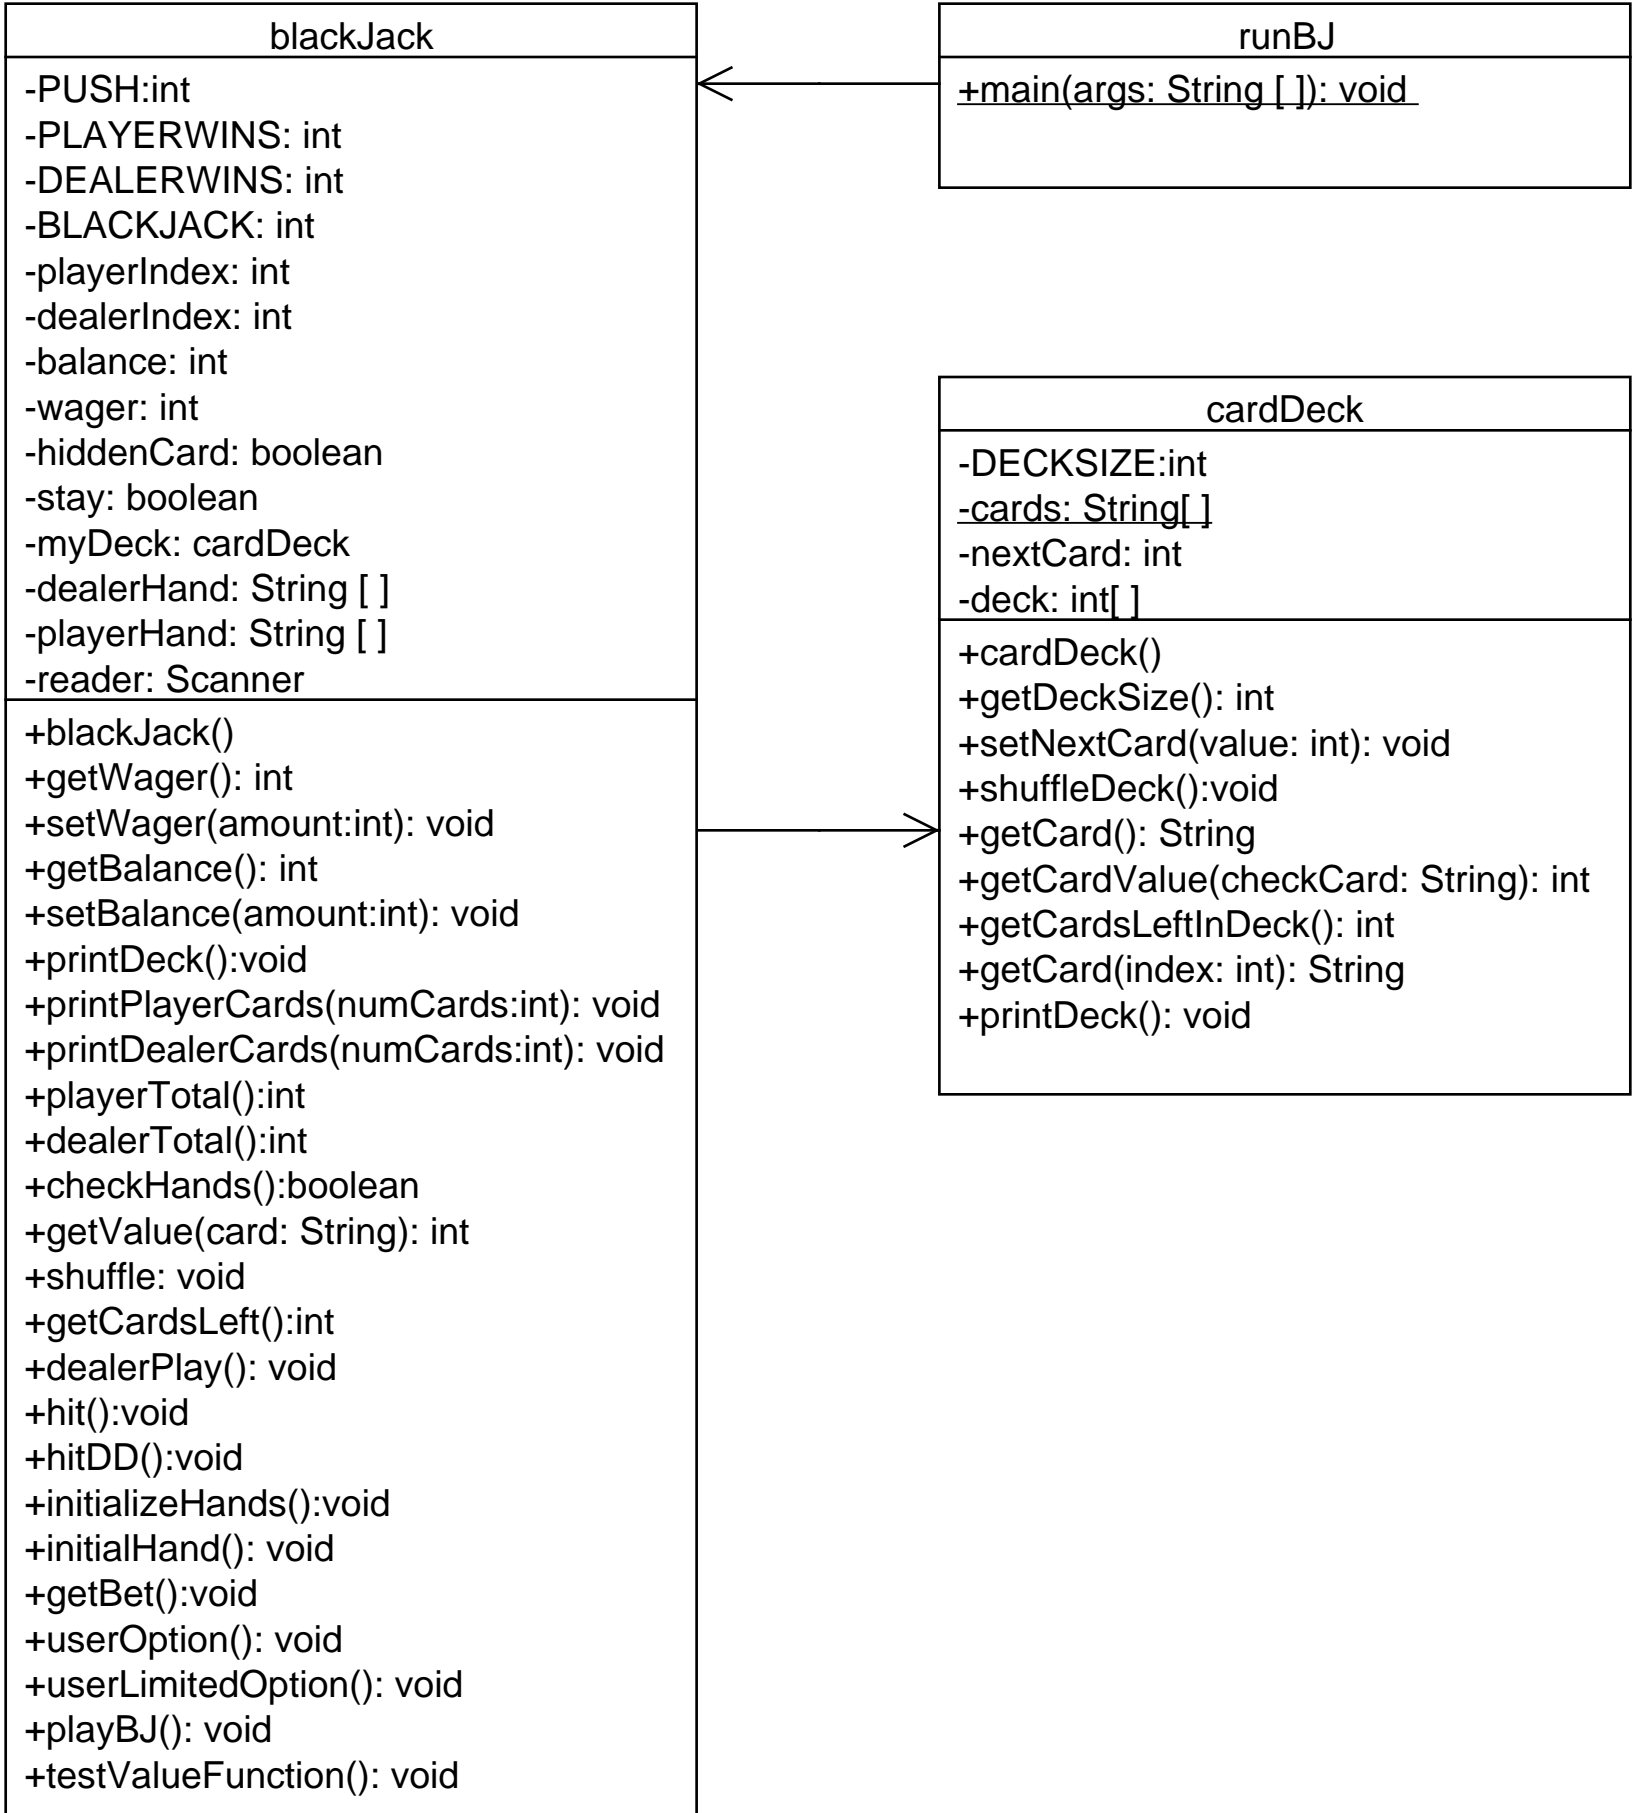 blackJack
-PUSH:int
-PLAYERWINS: int
-DEALERWINS: int
-BLACKJACK: int
-playerIndex: int
-dealerIndex: int
-balance: int
-wager: int
-hiddenCard: boolean
-stay: boolean
-myDeck: cardDeck
-dealerHand: String [ ]
-playerHand: String [ ]
-reader: Scanner
+blackJack()
+getWager(): int
+setWager(amount:int): void
+getBalance(): int
+setBalance(amount:int): void
+printDeck():void
+printPlayerCards(numCards:int): void
+printDealerCards(numCards:int): void
+playerTotal():int
+dealerTotal():int
+checkHands():boolean
+getValue(card: String): int
+shuffle: void
+getCardsLeft():int
+dealerPlay(): void
+hit():void
+hitDD():void
+initializeHands():void
+initialHand(): void
+getBet():void
+userOption(): void
+userLimitedOption(): void
+playBJ(): void
+testValueFunction(): void
runBJ
+main(args: String [ ]): void
cardDeck
-DECKSIZE:int
-cards: String[ ]
-nextCard: int
-deck: int[ ]
+cardDeck()
+getDeckSize(): int
+setNextCard(value: int): void
+shuffleDeck():void
+getCard(): String
+getCardValue(checkCard: String): int
+getCardsLeftInDeck(): int
+getCard(index: int): String
+printDeck(): void